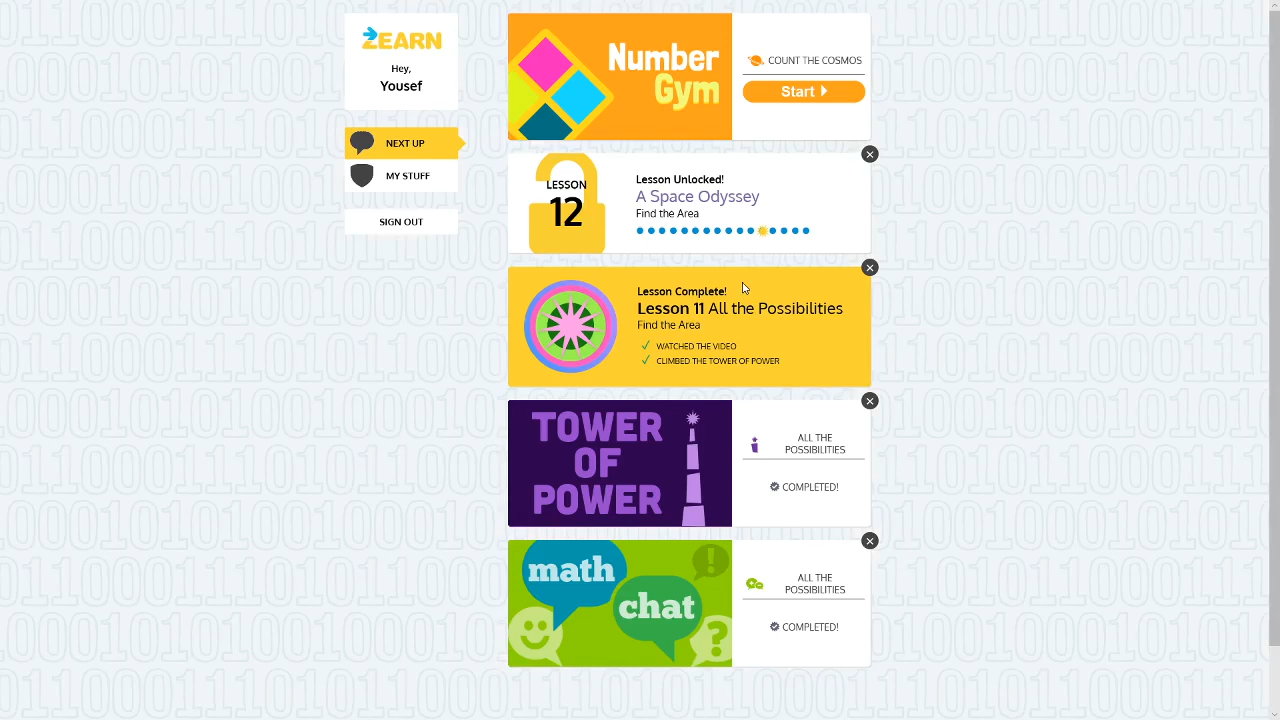 ZEARN
Hey,
Yousef
NEXT UP
MY STUFF
SIGN OUT
Number
Gym
COUNT THE COSMOS
Start
LESSON
12
Lesson Unlocked!
A Space Odyssey
Find the Area
Lesson Complete!
Lesson 11 All the Possibilities
Find the Area
WATCHED THE VIDEO
CLIMBED THE TOWER OF POWER
TOWER
OF
POWER
ALL THE
POSSIBILITIES
COMPLETED!
math
chat
!
?
ALL THE
POSSIBILITIES
COMPLETED!